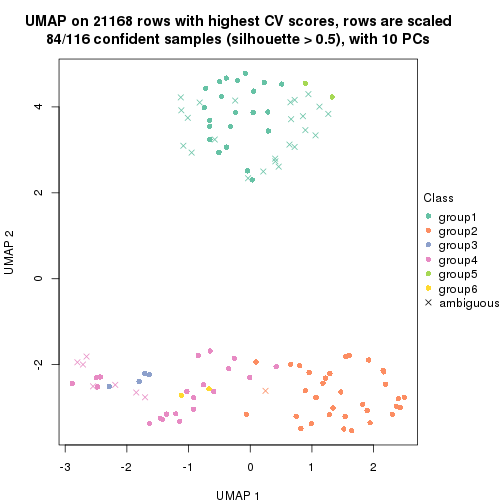 UMAP on 21168 rows with highest CV scores, rows are scaled
84/116 confident samples (silhouette > 0.5), with 10 PCs
4
2
0
-2
UMAP 2
-3
-2
-1
0
1
2
UMAP 1
Class
group1
group2
group3
group4
group5
group6
ambiguous